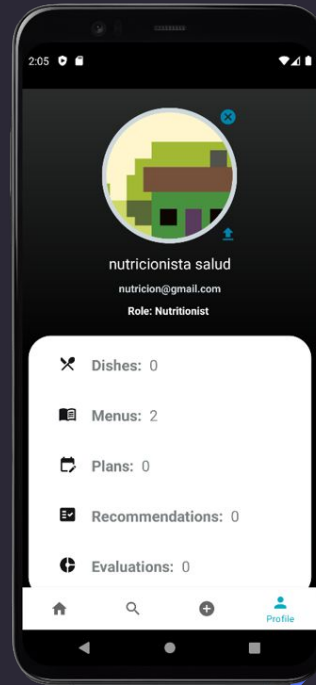 2:05
nutricionista salud
nutricion@gmail.com
Role: Nutritionist
Dishes: 0
Menus: 2
Plans: 0
Recommendations: 0
Evaluations: 0
Profile